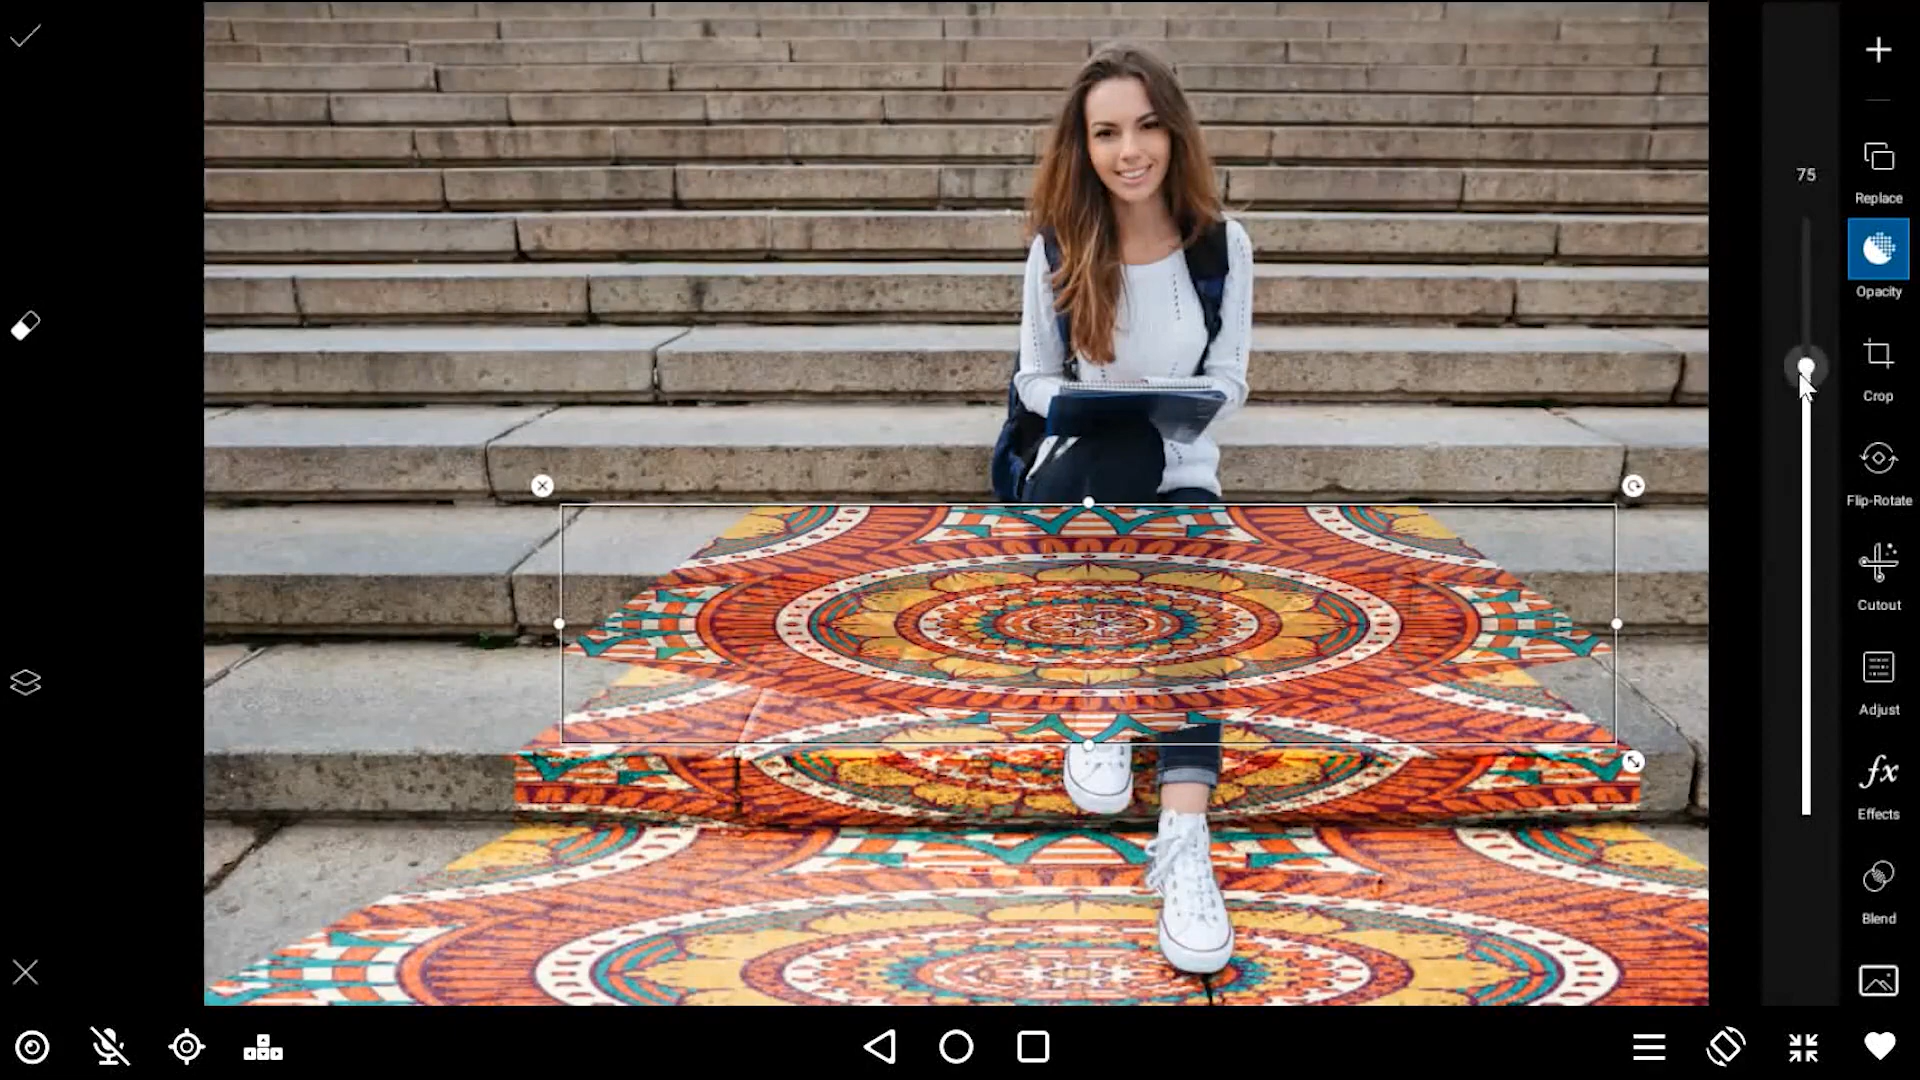 75
Replace
Opacity
Crop
Flip-Rotate
Cutout
Adjust
fx
Effects
Blend